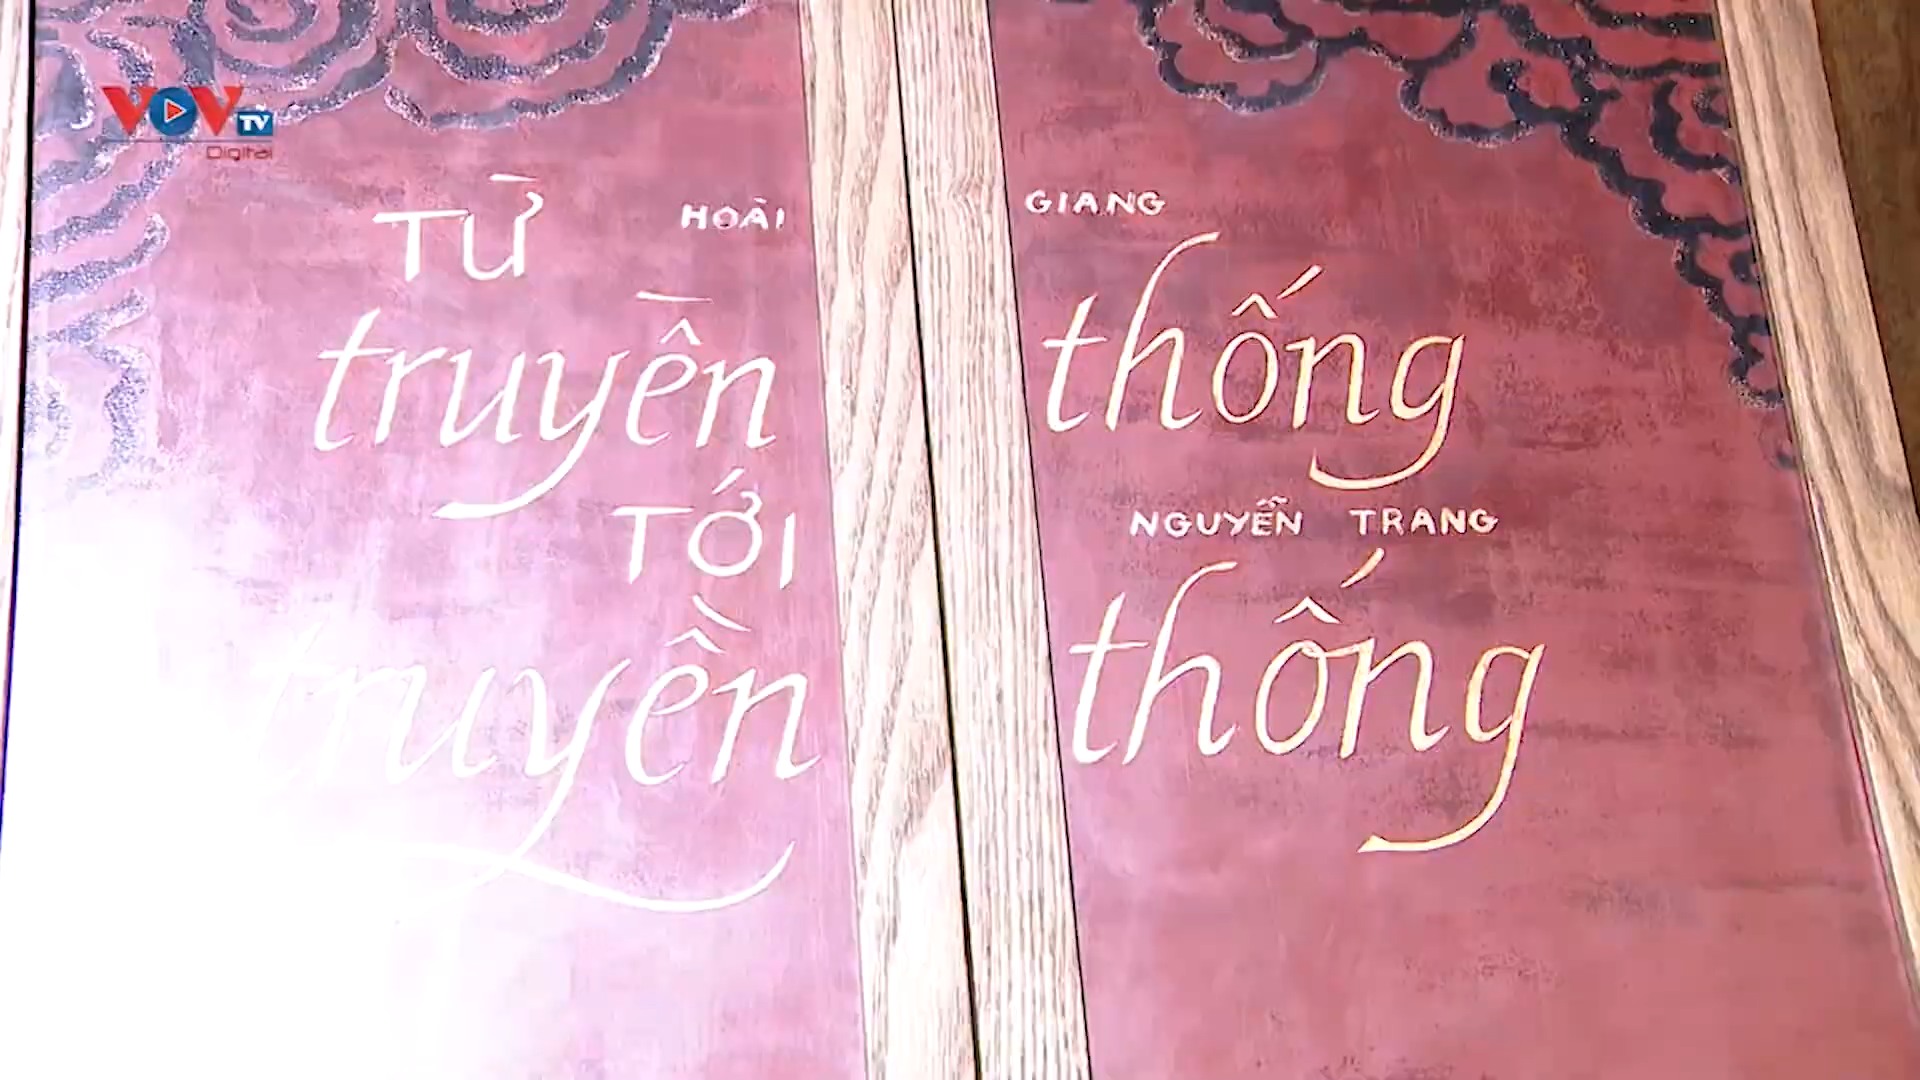 VOV TV
Digital
TỪ HOÀI GIANG
truyền thống
TỚI NGUYỄN TRANG
truyền thống